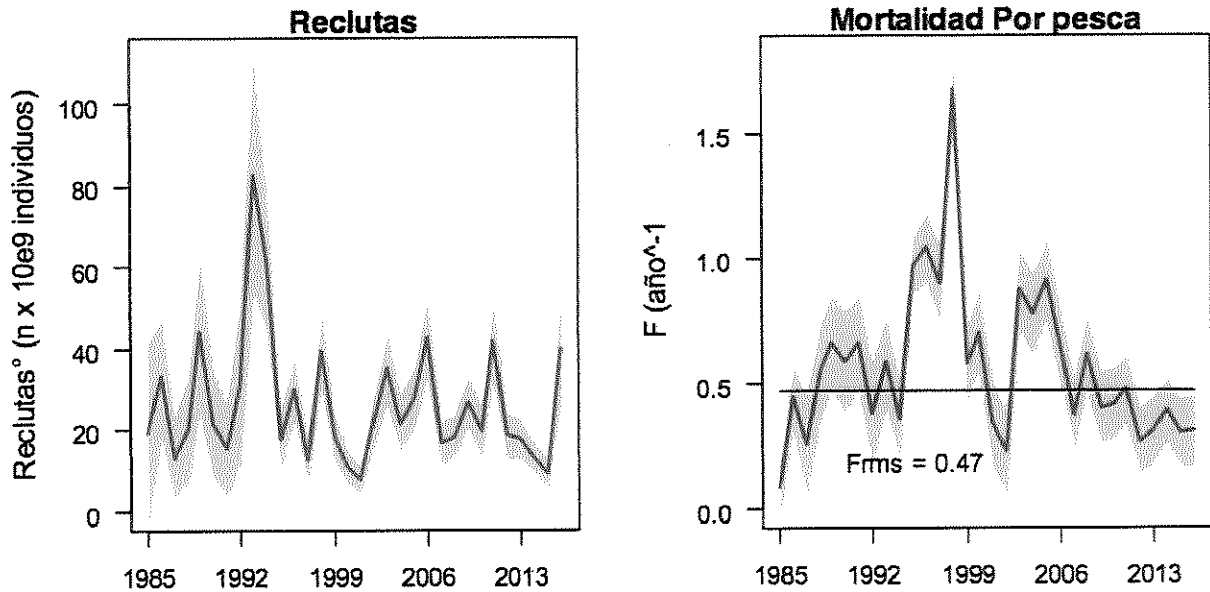 Reclutas
Reclutas° (n x 10e9 individuos)
100
80
60
40
20
0
1985 1992 1999 2006 2013
Mortalidad Por pesca
F (año^-1
1.5
1.0
0.5
0.0
Frms = 0.47
1985 1992 1999 2006 2013